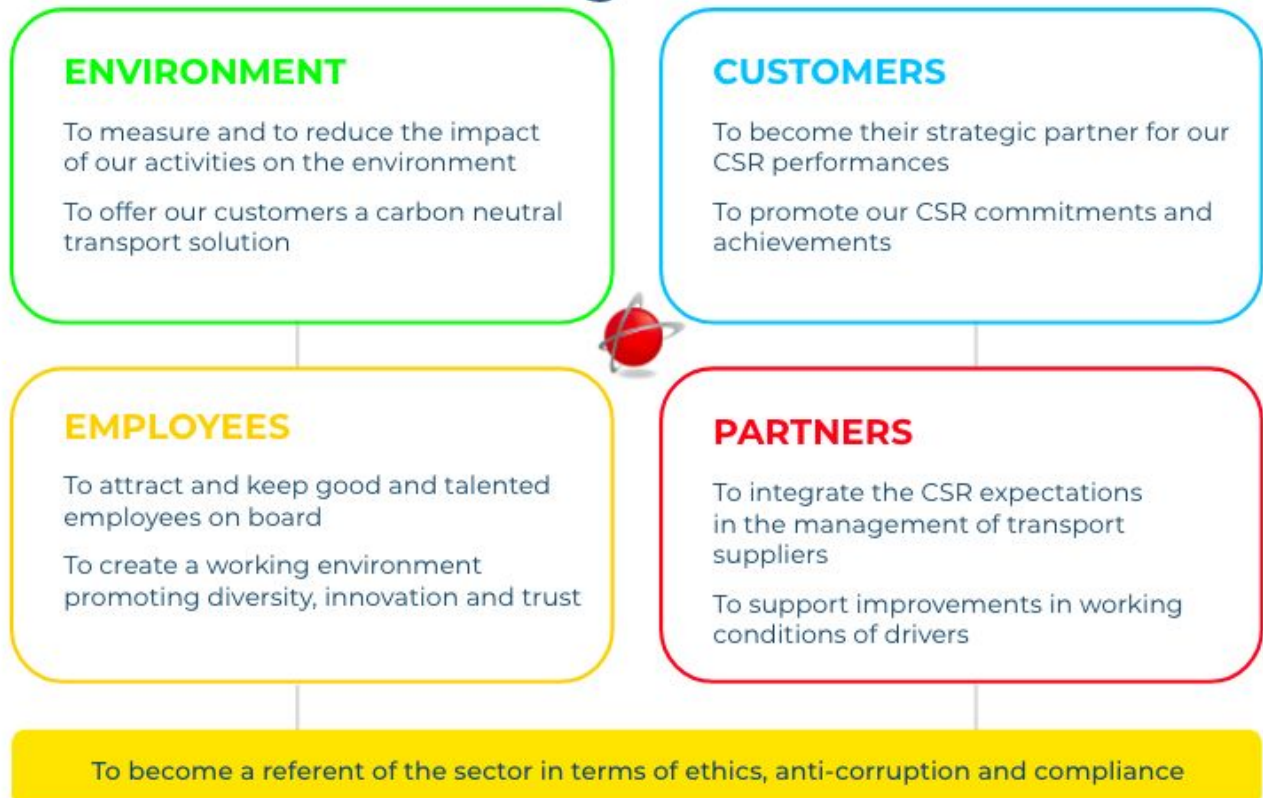 ENVIRONMENT
To measure and to reduce the impact
of our activities on the environment
To offer our customers a carbon neutral
transport solution
CUSTOMERS
To become their strategic partner for our
CSR performances
To promote our CSR commitments and
achievements
EMPLOYEES
To attract and keep good and talented
employees on board
To create a working environment
promoting diversity, innovation and trust
PARTNERS
To integrate the CSR expectations
in the management of transport
suppliers
To support improvements in working
conditions of drivers
To become a referent of the sector in terms of ethics, anti-corruption and compliance